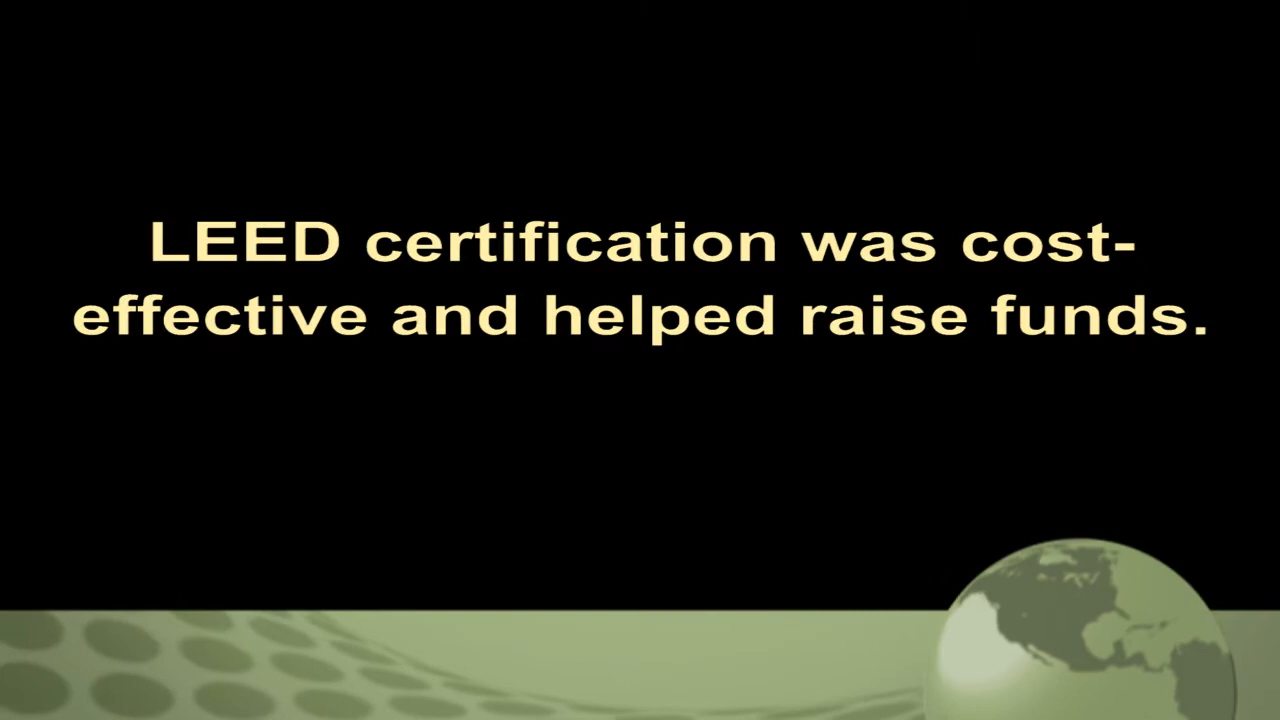 LEED certification was cost-
effective and helped raise funds.